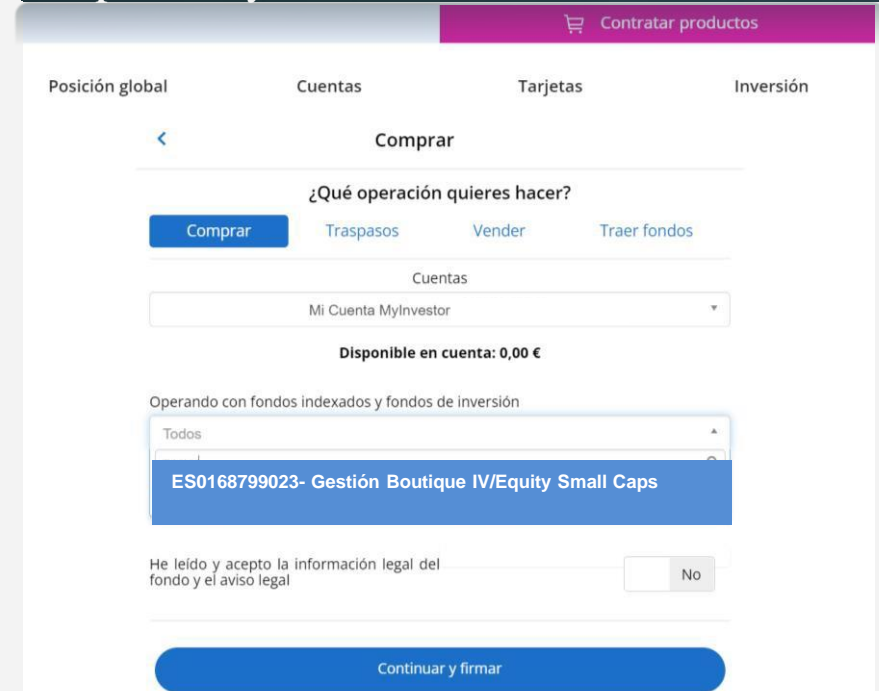 Contratar productos
Posición global Cuentas Tarjetas Inversión
Comprar
¿Qué operación quieres hacer?
Comprar Traspasos Vender Traer fondos
Cuentas
Mi Cuenta MyInvestor
Disponible en cuenta: 0,00 €
Operando con fondos indexados y fondos de inversión
Todos
ES0168799023- Gestión Boutique IV/Equity Small Caps
He leído y acepto la información legal del
fondo y el aviso legal
No
Continuar y firmar